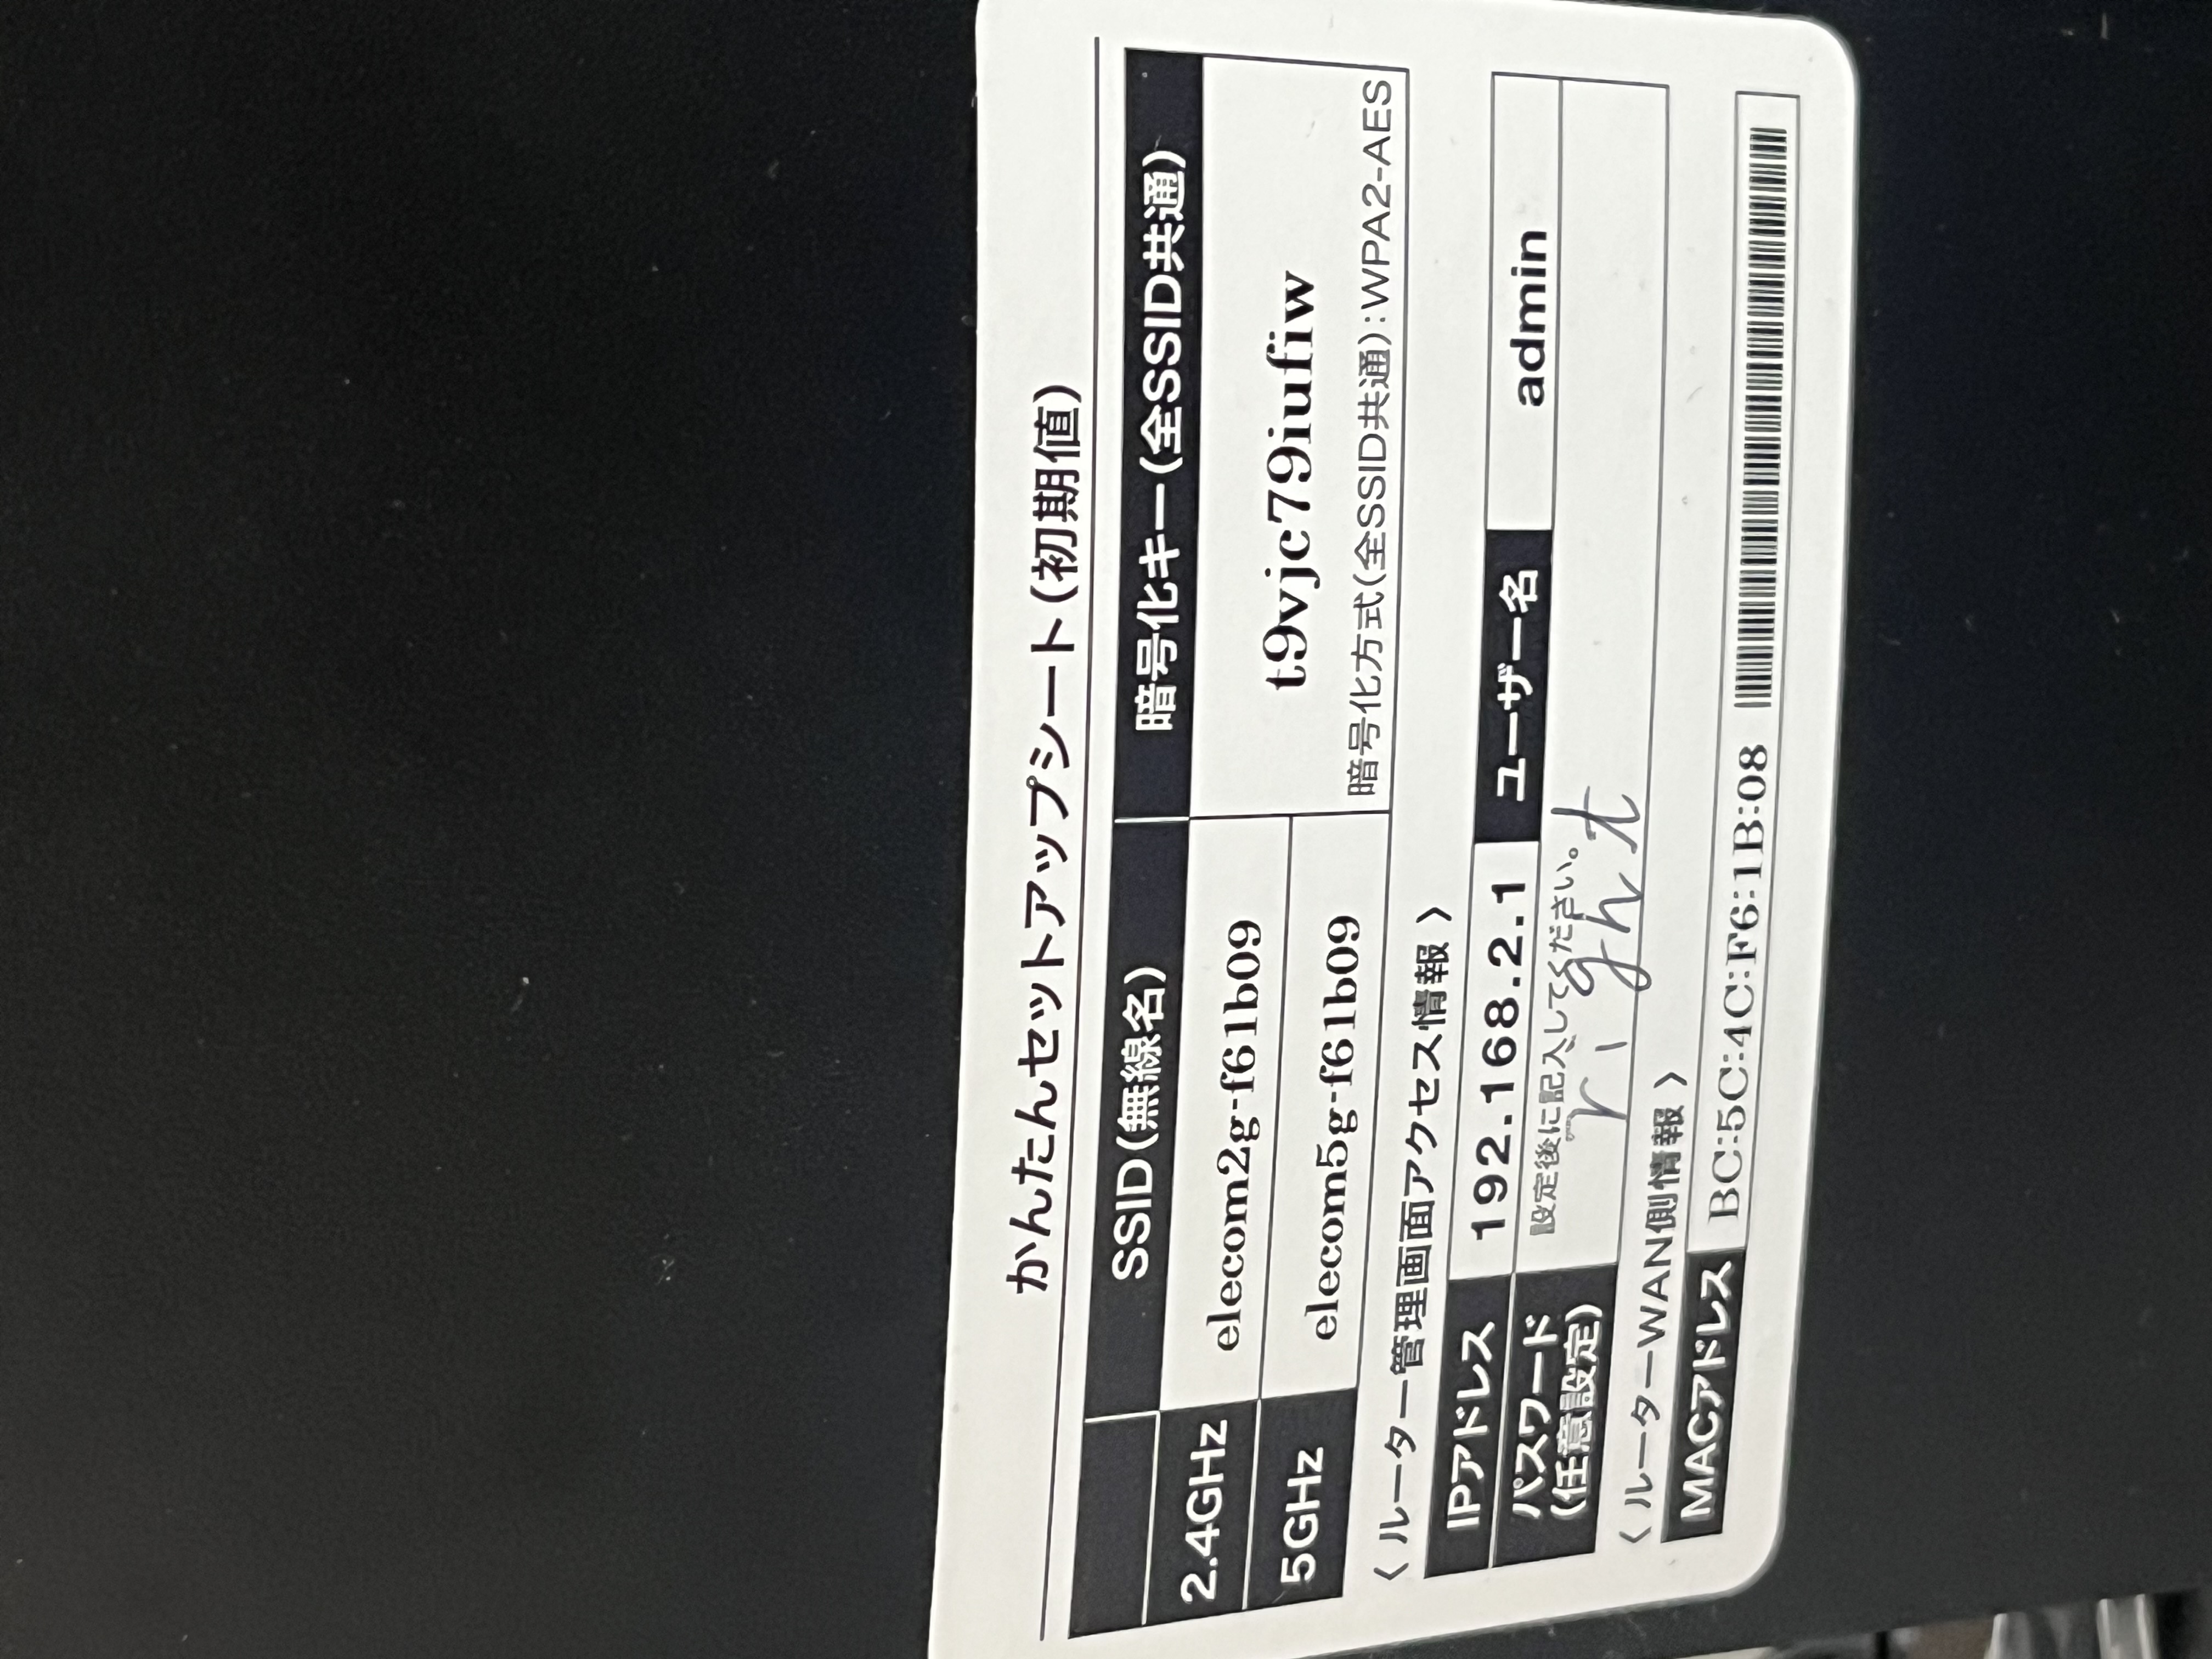 かんたんセットアップシート(初期値)
SSID(無線名) 暗号化キー(全SSID共通)
2.4GHz elecom2g-f61b09
t9vjc79iufiw
5GHz elecom5g-f61b09
暗号化方式(全SSID共通):WPA2-AES
〈 ルーター管理画面アクセス情報 〉
IPアドレス 192.168.2.1 ユーザー名 admin
パスワード
(任意設定)
設定後に記入してください。
right
〈 ルーターWAN側情報 〉
MACアドレス BC:5C:4C:F6:1B:08